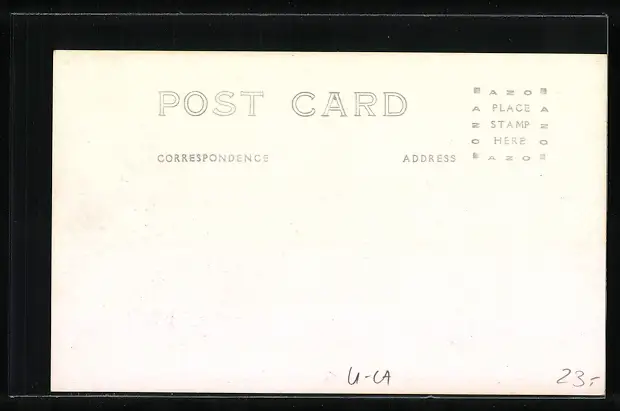 POST CARD
CORRESPONDENCE
ADDRESS
AZO
A PLACE A
Z STAMP Z
O HERE O
AZO
U-CA
23,-